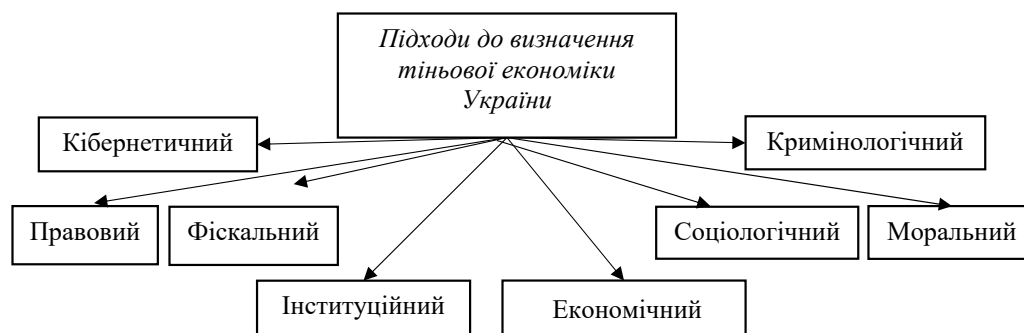 Підходи до визначення
тіньової економіки
України
Кібернетичний
Кримінологічний
Правовий
Фіскальний
Соціологічний
Моральний
Інституційний
Економічний